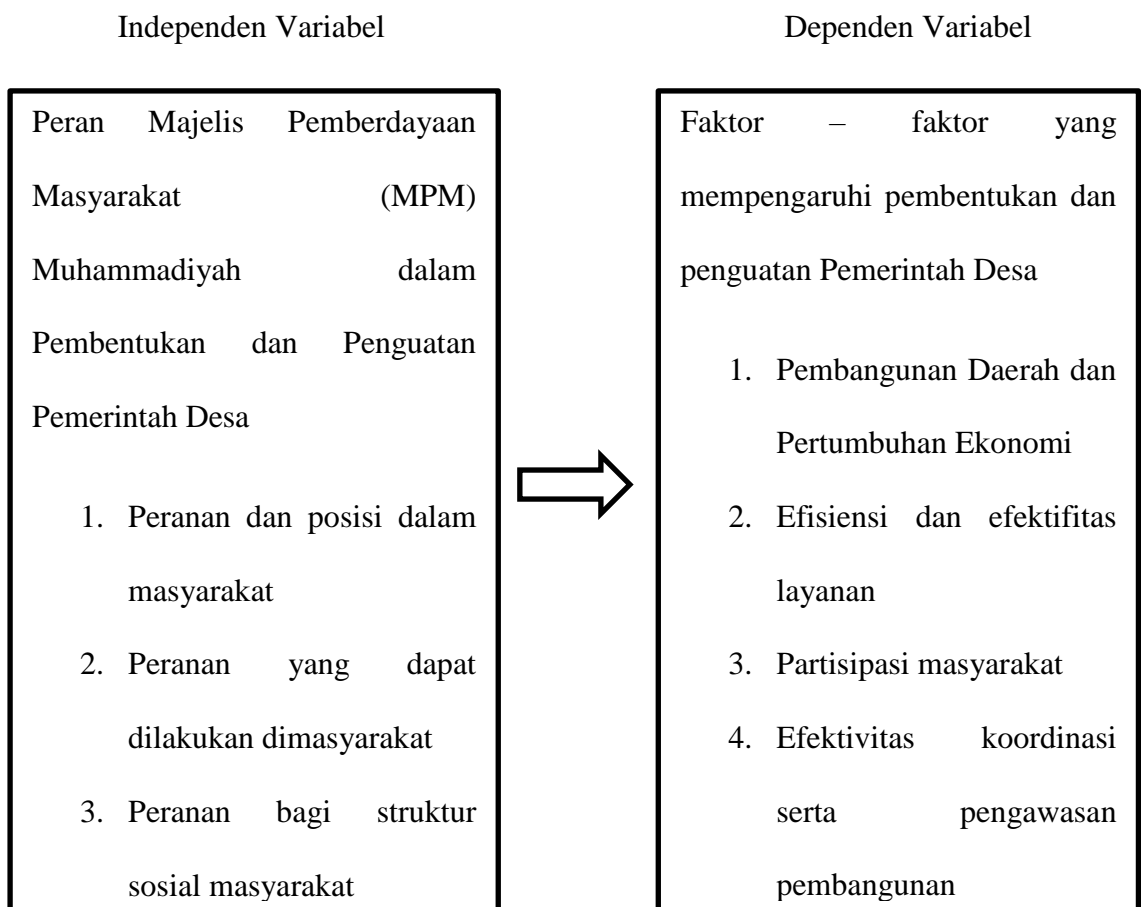 Independen Variabel
Dependen Variabel
Peran Majelis Pemberdayaan
Masyarakat (MPM)
Muhammadiyah dalam
Pembentukan dan Penguatan
Pemerintah Desa
1. Peranan dan posisi dalam
masyarakat
2. Peranan yang dapat
dilakukan dimasyarakat
3. Peranan bagi struktur
sosial masyarakat
Faktor – faktor yang
mempengaruhi pembentukan dan
penguatan Pemerintah Desa
1. Pembangunan Daerah dan
Pertumbuhan Ekonomi
2. Efisiensi dan efektifitas
layanan
3. Partisipasi masyarakat
4. Efektivitas koordinasi
serta pengawasan
pembangunan